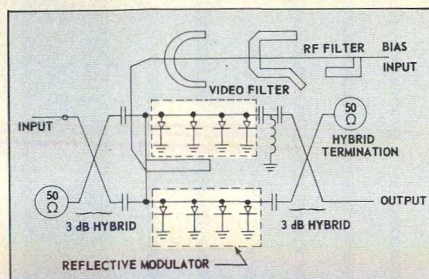 RF FILTER
BIAS
INPUT
VIDEO FILTER
INPUT
50
Ω
HYBRID
TERMINATION
50
Ω
OUTPUT
3 dB HYBRID
3 dB HYBRID
REFLECTIVE MODULATOR